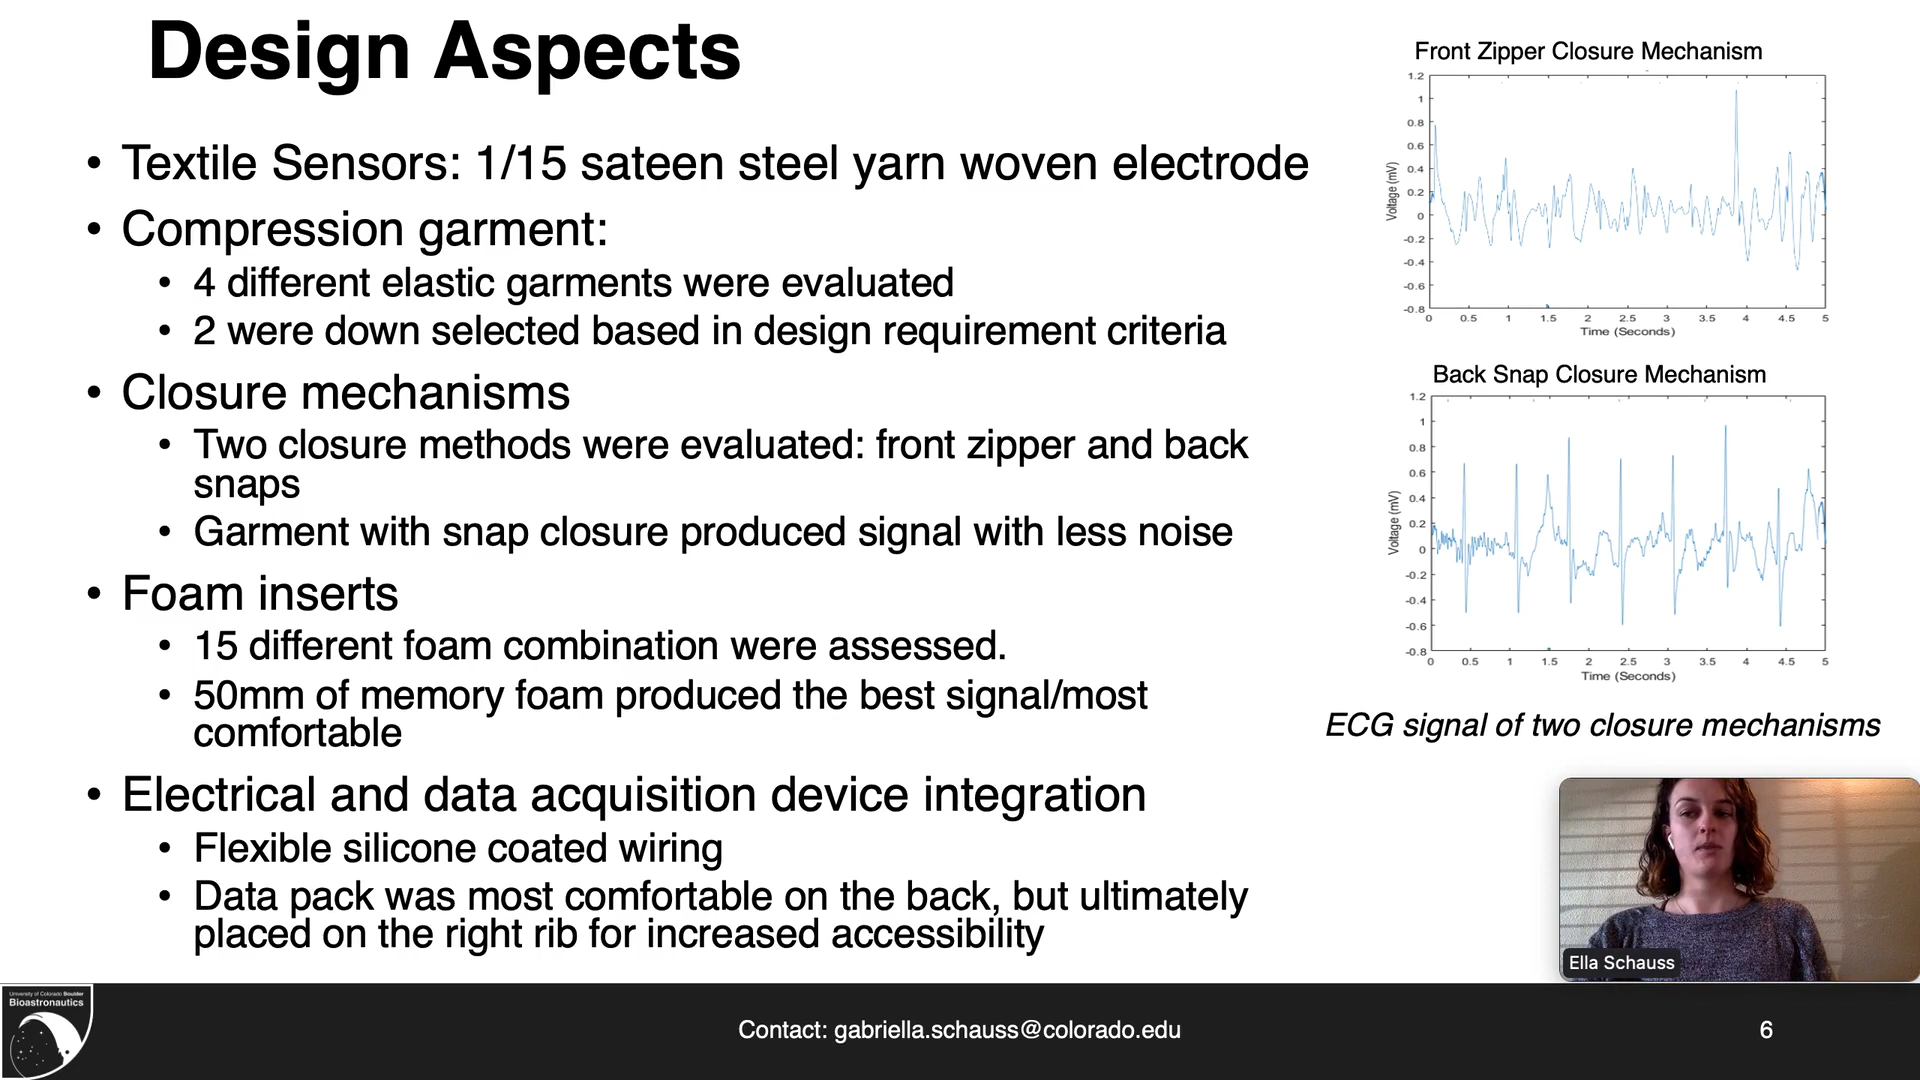 Design Aspects
• Textile Sensors: 1/15 sateen steel yarn woven electrode
• Compression garment:
• 4 different elastic garments were evaluated
• 2 were down selected based in design requirement criteria
• Closure mechanisms
• Two closure methods were evaluated: front zipper and back
snaps
• Garment with snap closure produced signal with less noise
• Foam inserts
• 15 different foam combination were assessed.
• 50mm of memory foam produced the best signal/most
comfortable
• Electrical and data acquisition device integration
• Flexible silicone coated wiring
• Data pack was most comfortable on the back, but ultimately
placed on the right rib for increased accessibility
Front Zipper Closure Mechanism
1.2
1
0.8
0.6
0.4
0.2
0
-0.2
-0.4
-0.6
-0.8
Voltage (mV)
0 0.5 1 1.5 2 2.5 3 3.5 4 4.5 5
Time (Seconds)
Back Snap Closure Mechanism
1.2
1
0.8
0.6
0.4
0.2
0
-0.2
-0.4
-0.6
-0.8
Voltage (mV)
0 0.5 1 1.5 2 2.5 3 3.5 4 4.5 5
Time (Seconds)
ECG signal of two closure mechanisms
Ella Schauss
University of Colorado Boulder
Bioastronautics
Contact: gabriella.schauss@colorado.edu
6